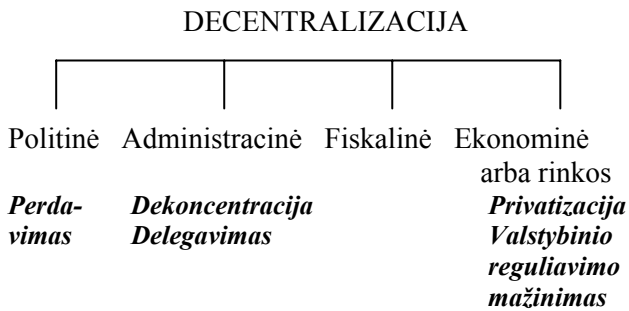 DECENTRALIZACIJA
Politinė Administracinė Fiskalinė Ekonominė
arba rinkos
Perda- Dekoncentracija Privatizacija
vimas Delegavimas Valstybinio
reguliavimo
mažinimas